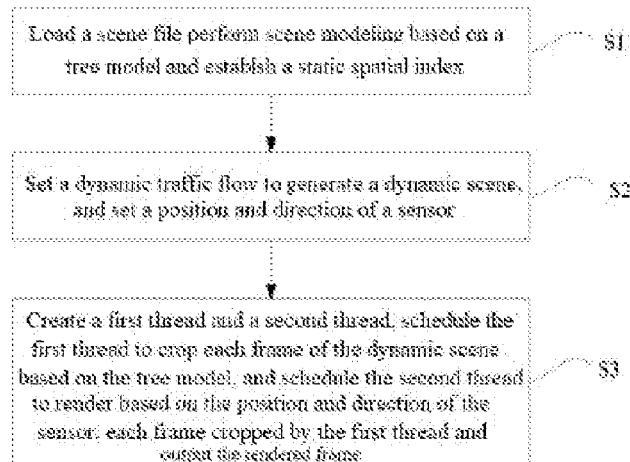 Load a scene file perform scene modeling based on a
tree model and establish a static spatial index
S1
Set a dynamic traffic flow to generate a dynamic scene,
and set a position and direction of a sensor
S2
Create a first thread and a second thread, schedule the
first thread to crop each frame of the dynamic scene
based on the tree model, and schedule the second thread
to render based on the position and direction of the
sensor, each frame cropped by the first thread and
output the rendered frame
S3